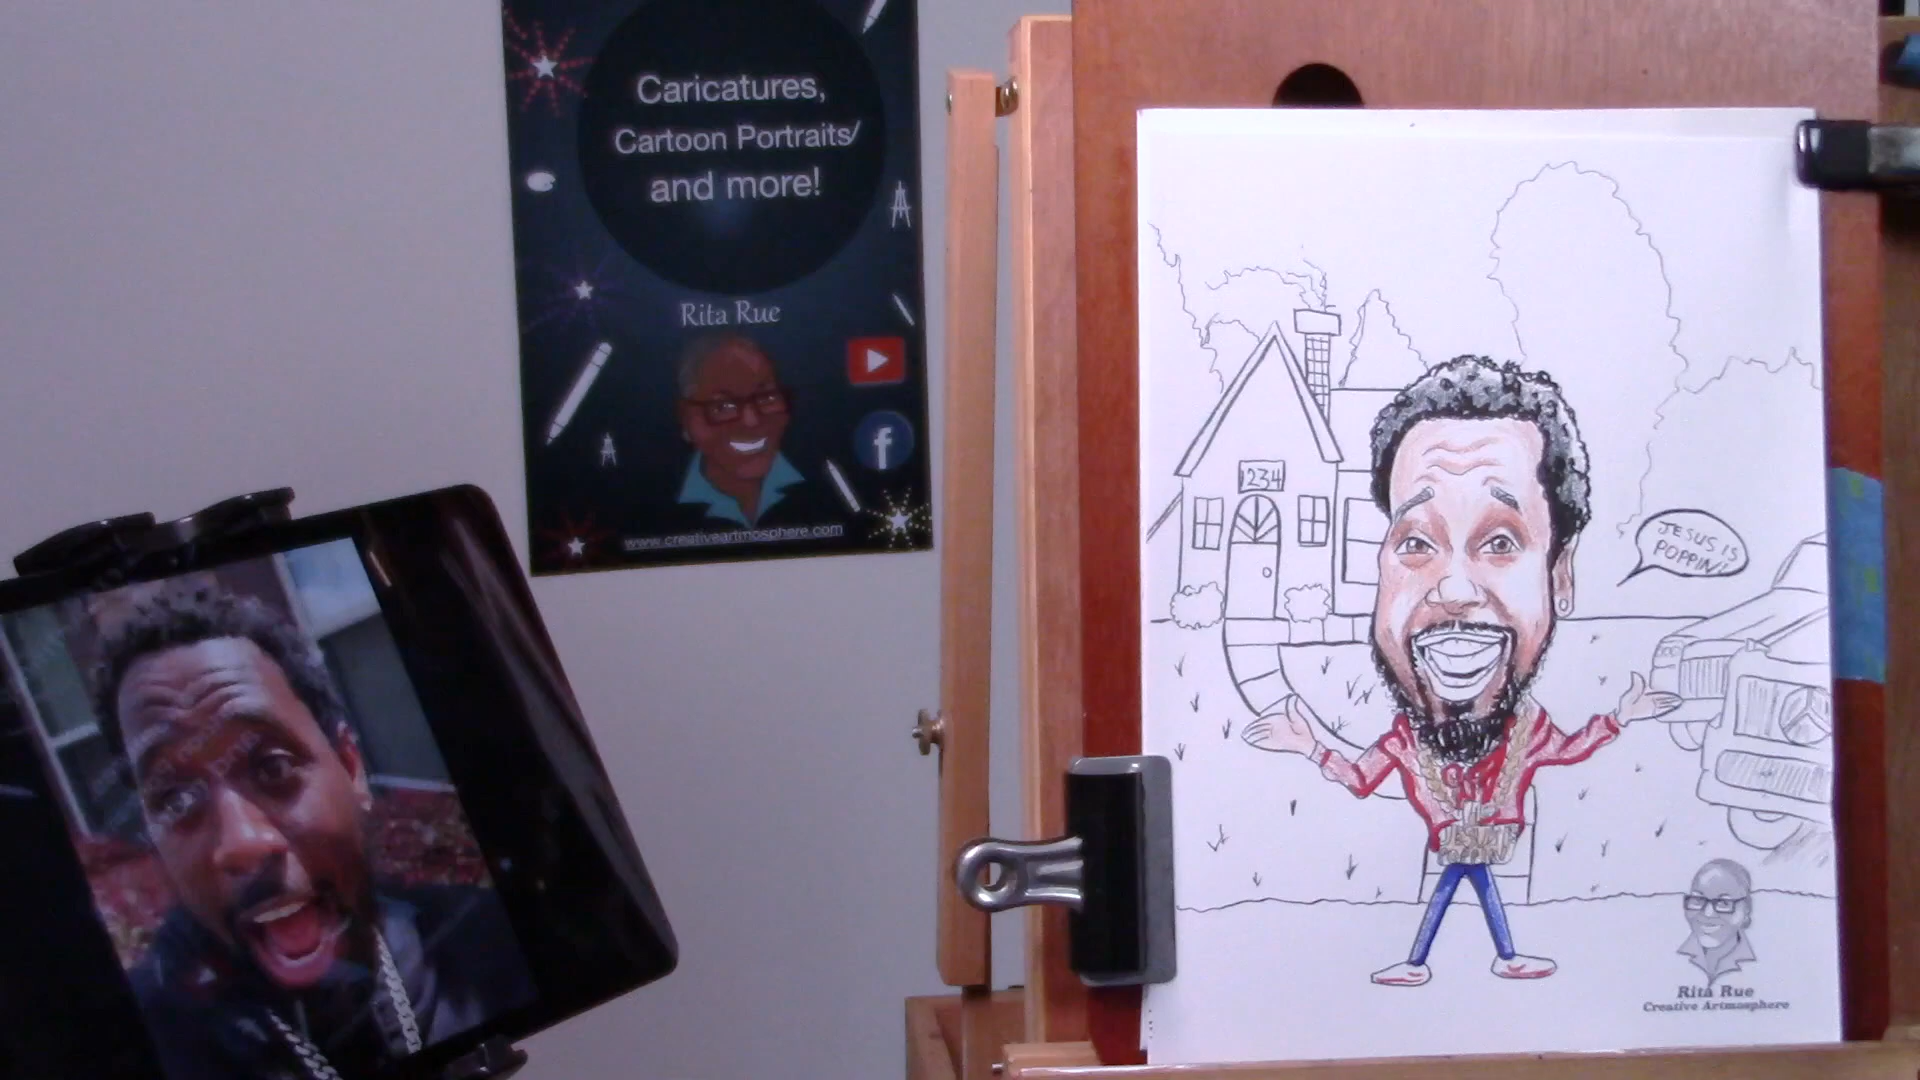 Caricatures,
Cartoon Portraits/
and more!
Rita Rue
f
www.creativeartmosphere.com
1234
JESUS IS
POPPIN!
Rita Rue
Creative Artmosphere